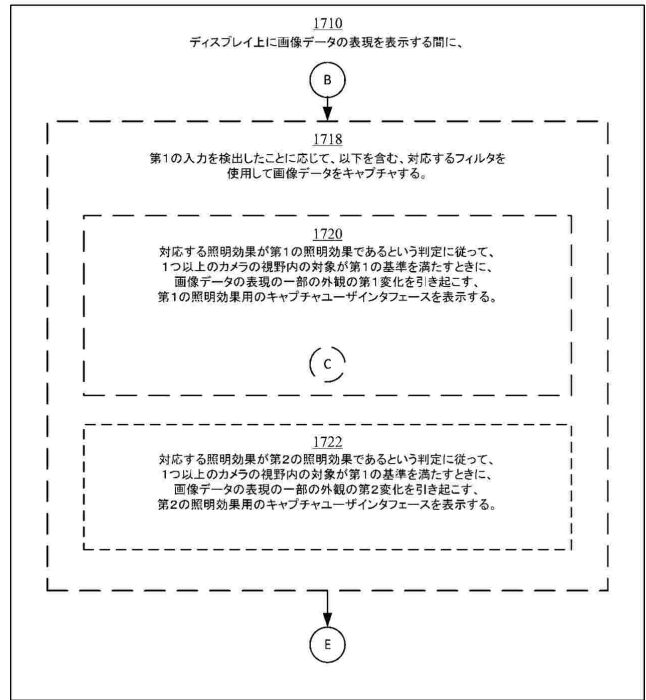 1710
ディスプレイ上に画像データの表現を表示する間に、
B
1718
第1の入力を検出したことに応じて、以下を含む、対応するフィルタを
使用して画像データをキャプチャする。
1720
対応する照明効果が第1の照明効果であるという判定に従って、
1つ以上のカメラの視野内の対象が第1の基準を満たすときに、
画像データの表現の一部の外観の第1変化を引き起こす、
第1の照明効果用のキャプチャユーザインタフェースを表示する。
C
1722
対応する照明効果が第2の照明効果であるという判定に従って、
1つ以上のカメラの視野内の対象が第1の基準を満たすときに、
画像データの表現の一部の外観の第2変化を引き起こす、
第2の照明効果用のキャプチャユーザインタフェースを表示する。
E